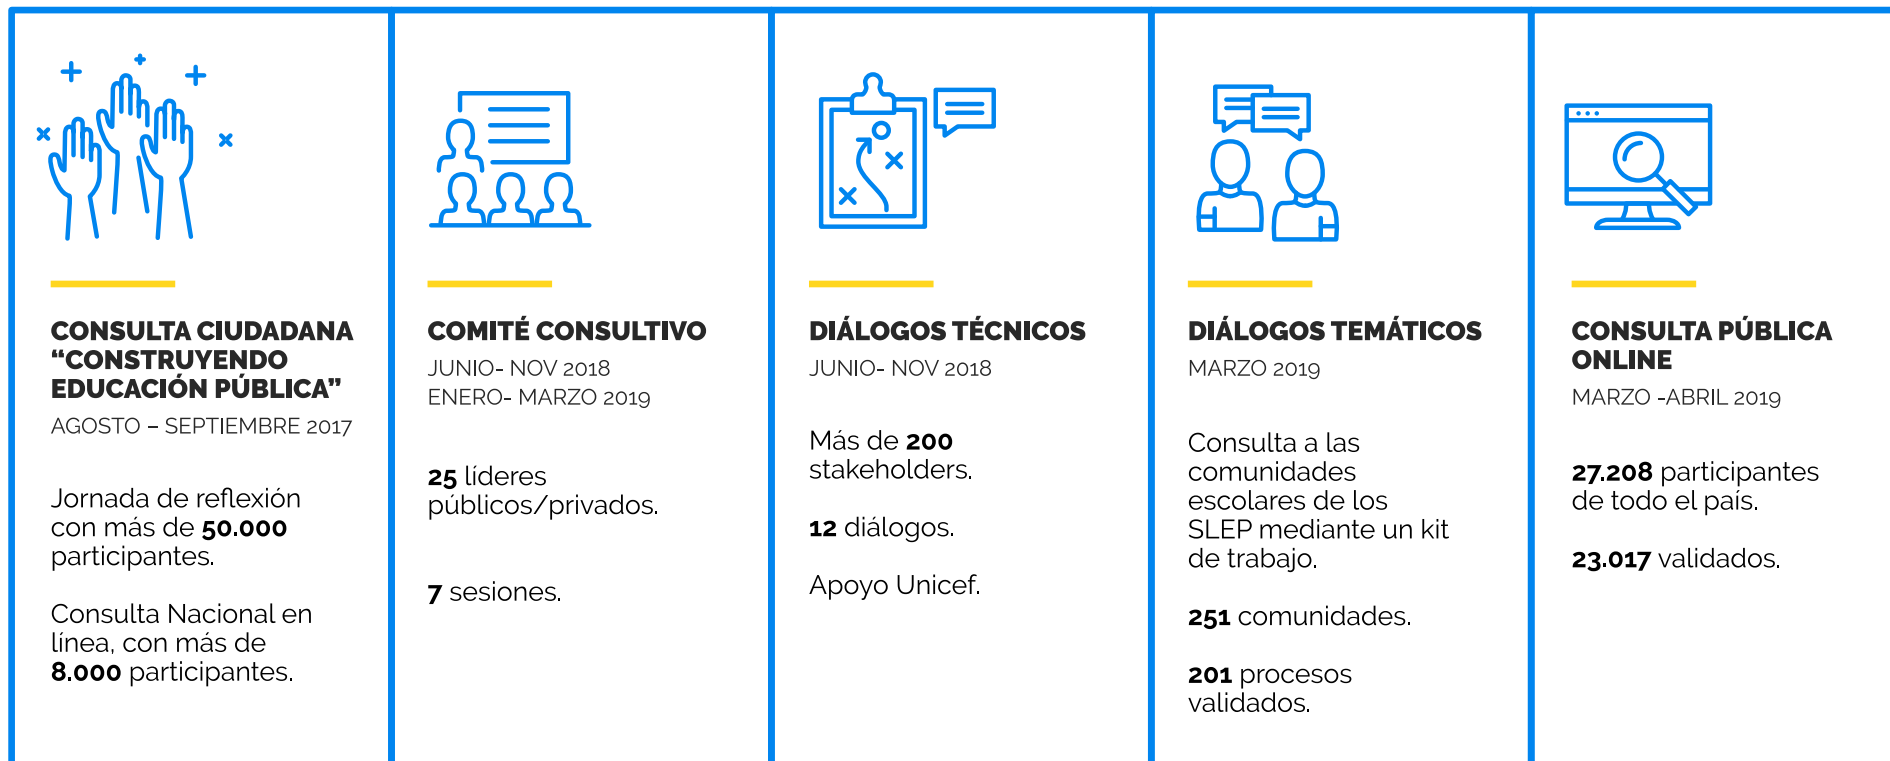 CONSULTA CIUDADANA
“CONSTRUYENDO
EDUCACIÓN PÚBLICA”
AGOSTO – SEPTIEMBRE 2017
Jornada de reflexión
con más de 50.000
participantes.
Consulta Nacional en
línea, con más de
8.000 participantes.
COMITÉ CONSULTIVO
JUNIO- NOV 2018
ENERO- MARZO 2019
25 líderes
públicos/privados.
7 sesiones.
DIÁLOGOS TÉCNICOS
JUNIO- NOV 2018
Más de 200
stakeholders.
12 diálogos.
Apoyo Unicef.
DIÁLOGOS TEMÁTICOS
MARZO 2019
Consulta a las
comunidades
escolares de los
SLEP mediante un kit
de trabajo.
251 comunidades.
201 procesos
validados.
CONSULTA PÚBLICA
ONLINE
MARZO -ABRIL 2019
27.208 participantes
de todo el país.
23.017 validados.